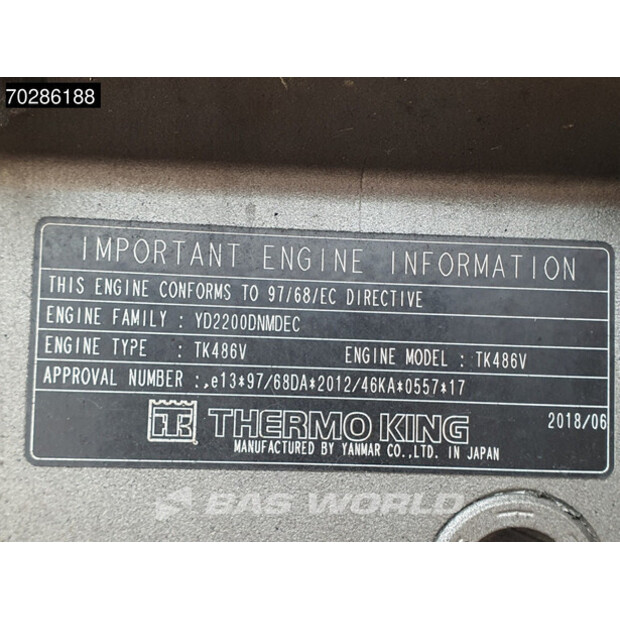 70286188
IMPORTANT ENGINE INFORMATION
THIS ENGINE CONFORMS TO 97/68/EC DIRECTIVE
ENGINE FAMILY : YD2200DNMDEC
ENGINE TYPE : TK486V ENGINE MODEL : TK486V
APPROVAL NUMBER : e13*97/68DA*2012/46KA*0557*17
TK THERMO KING 2018/06
MANUFACTURED BY YANMAR CO.,LTD. IN JAPAN
BAS WORLD